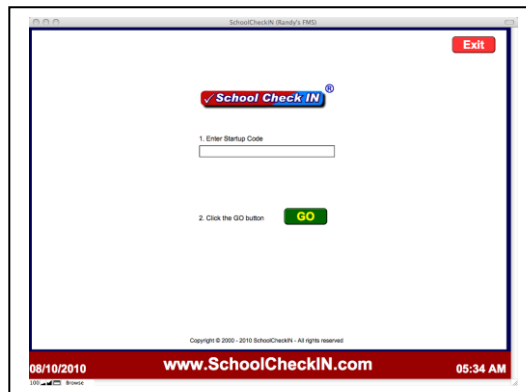 SchoolCheckIN (Randy's FMS)
Exit
✓ School Check IN ®
1. Enter Startup Code
2. Click the GO button GO
Copyright © 2000 - 2010 SchoolCheckIN - All rights reserved
08/10/2010 www.SchoolCheckIN.com 05:34 AM
100 Browse